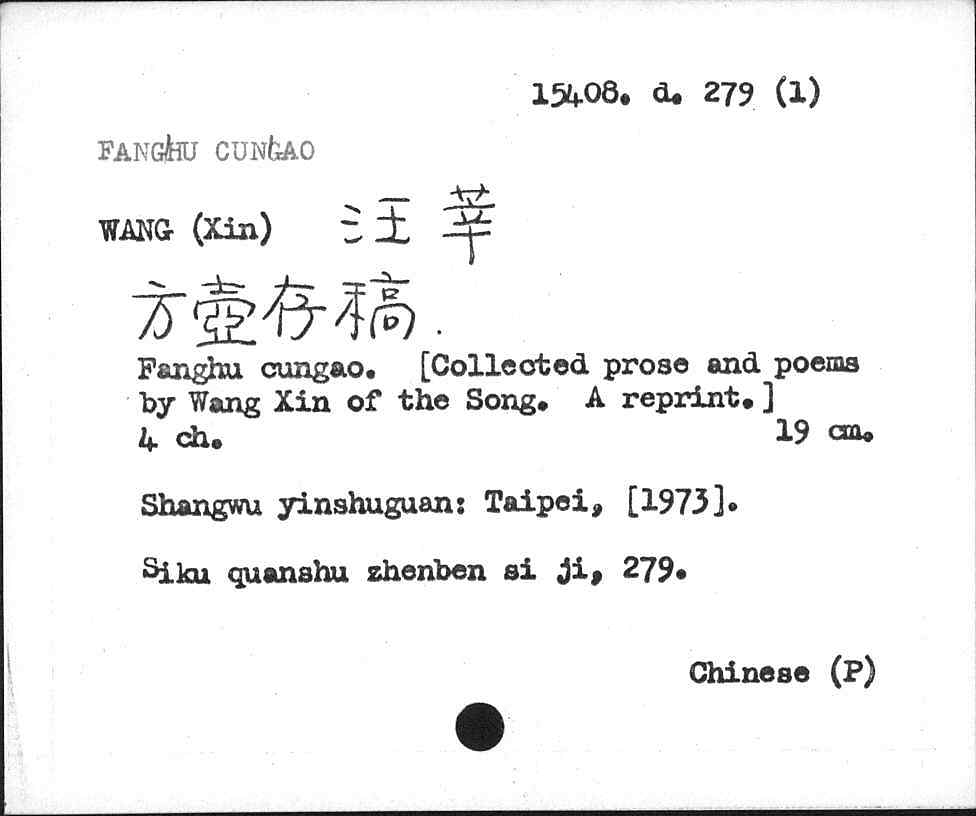 15408. d. 279 (1)
FANGHU CUNGAO
WANG (Xin) 汪莘
方壺存稿.
Fanghu cungao. [Collected prose and poems
by Wang Xin of the Song. A reprint.]
4 ch. 19 cm.
Shangwu yinshuguan: Taipei, [1973].
Siku quanshu zhenben si ji, 279.
Chinese (P)